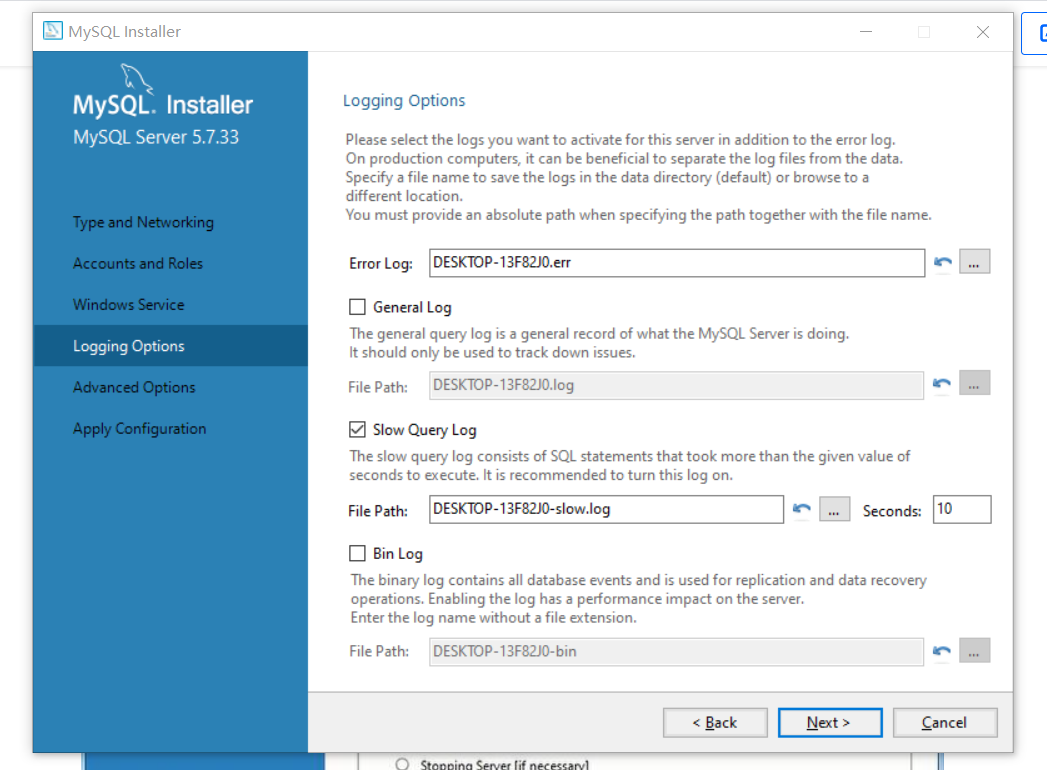 MySQL Installer
MySQL. Installer
MySQL Server 5.7.33
Type and Networking
Accounts and Roles
Windows Service
Logging Options
Advanced Options
Apply Configuration
Logging Options
Please select the logs you want to activate for this server in addition to the error log.
On production computers, it can be beneficial to separate the log files from the data.
Specify a file name to save the logs in the data directory (default) or browse to a
different location.
You must provide an absolute path when specifying the path together with the file name.
Error Log: DESKTOP-13F82J0.err ...
General Log
The general query log is a general record of what the MySQL Server is doing.
It should only be used to track down issues.
File Path: DESKTOP-13F82J0.log ...
Slow Query Log
The slow query log consists of SQL statements that took more than the given value of
seconds to execute. It is recommended to turn this log on.
File Path: DESKTOP-13F82J0-slow.log ... Seconds: 10
Bin Log
The binary log contains all database events and is used for replication and data recovery
operations. Enabling the log has a performance impact on the server.
Enter the log name without a file extension.
File Path: DESKTOP-13F82J0-bin ...
< Back Next > Cancel
Stopping Server [if necessary]